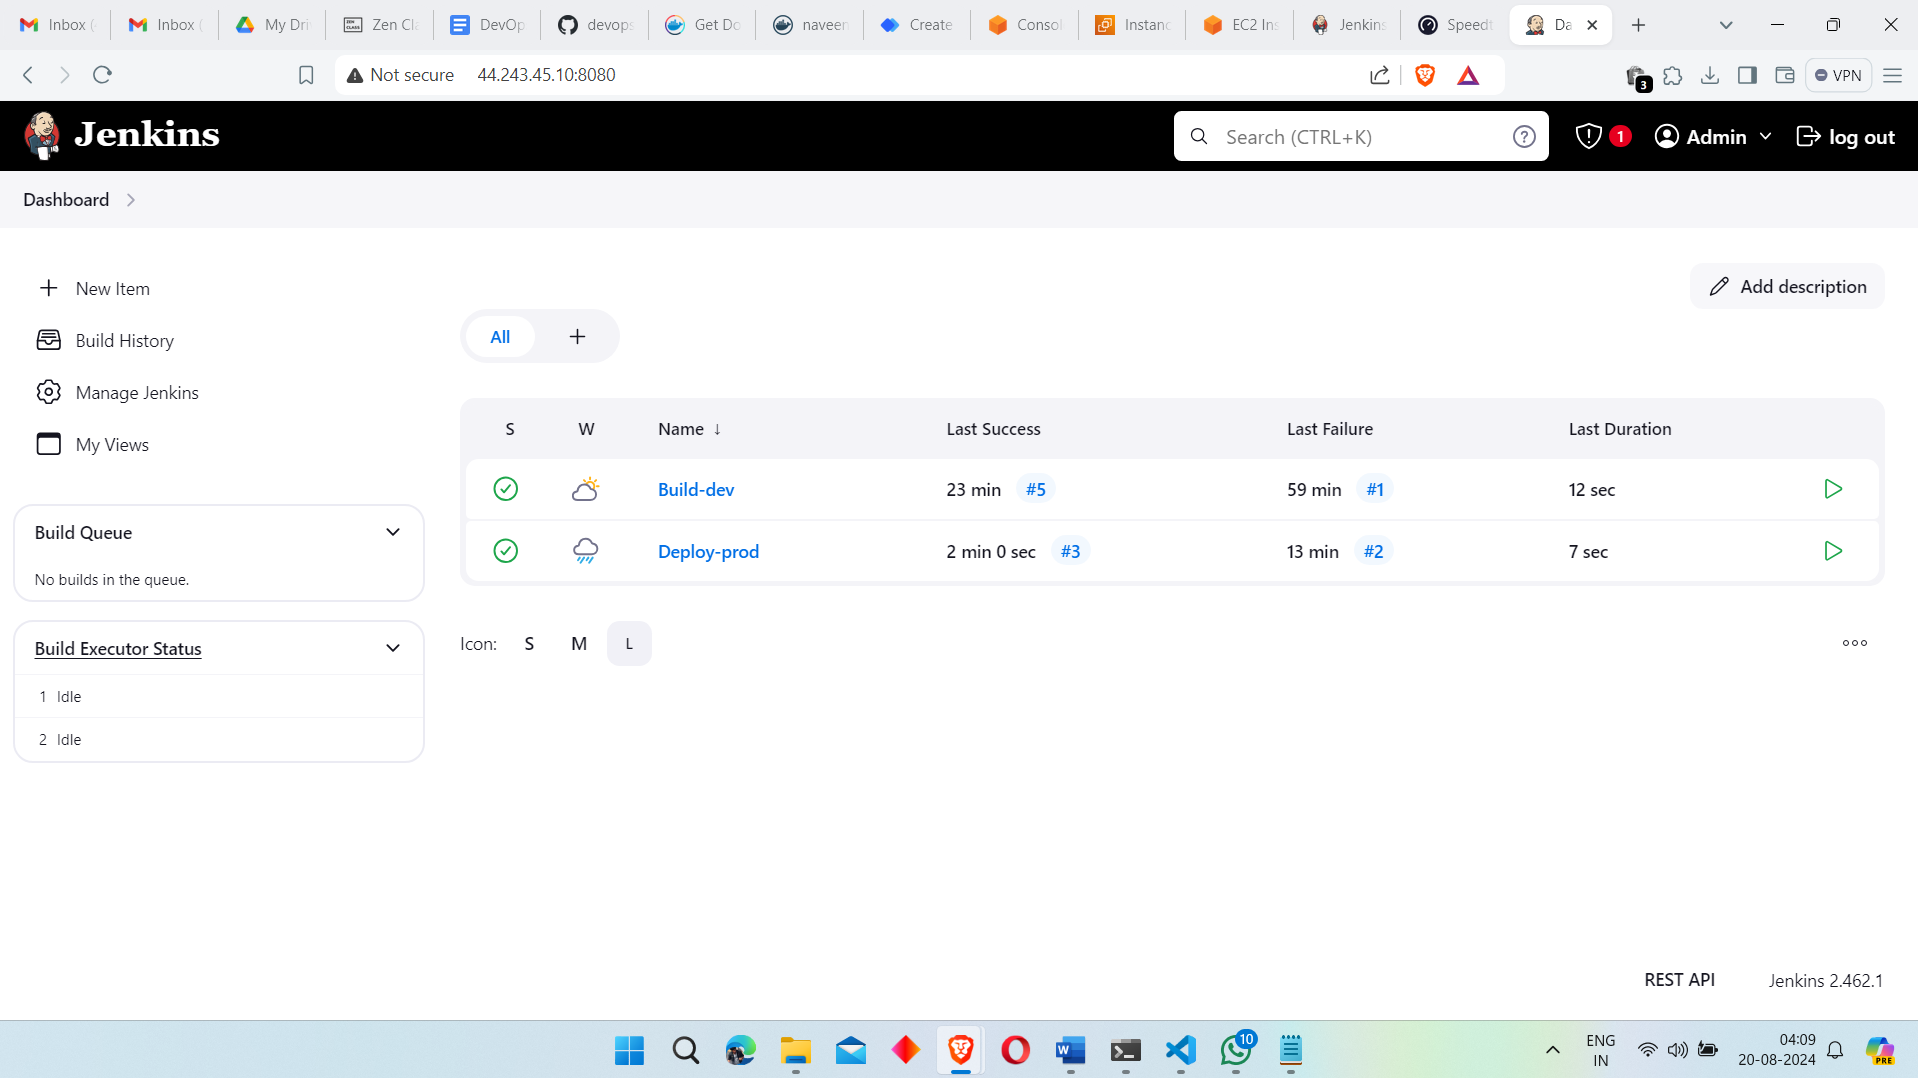 Inbox (
Inbox (
My Dri
Zen Cla
DevOp
devops
Get Do
naveen
Create
Consol
Instanc
EC2 Ins
Jenkins
Speedt
Da
Not secure 44.243.45.10:8080
3
VPN
Jenkins
Search (CTRL+K)
1
Admin
log out
Dashboard
New Item
Build History
Manage Jenkins
My Views
Add description
All +
S W Name ↓ Last Success Last Failure Last Duration
Build-dev 23 min #5 59 min #1 12 sec
Deploy-prod 2 min 0 sec #3 13 min #2 7 sec
Icon: S M L
Build Queue
No builds in the queue.
Build Executor Status
1 Idle
2 Idle
REST API Jenkins 2.462.1
10
ENG
IN
04:09
20-08-2024
PRE